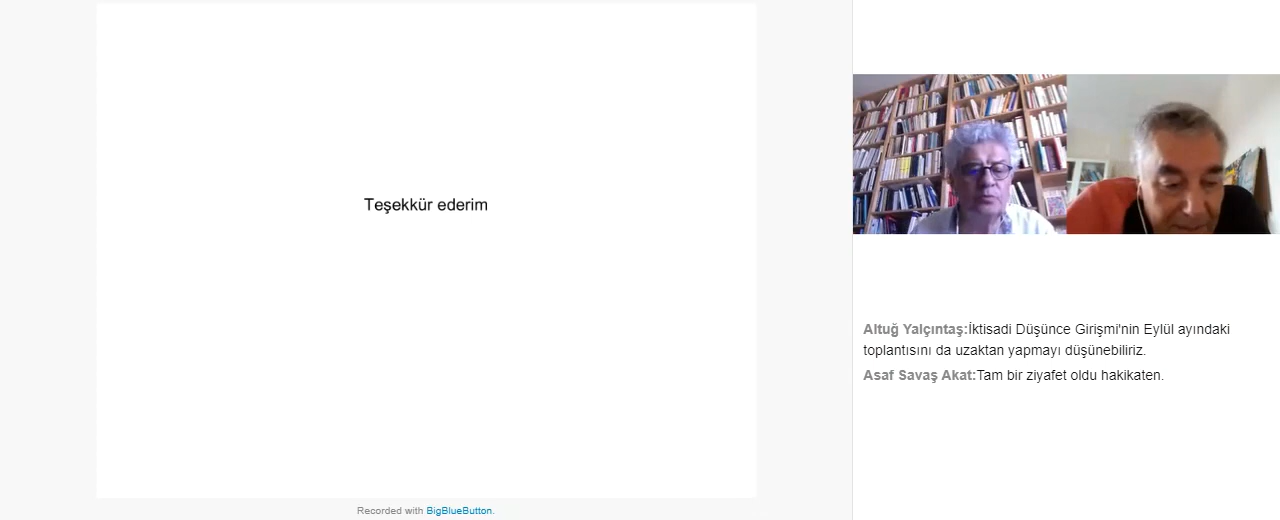 Teşekkür ederim
Recorded with BigBlueButton.
Altuğ Yalçıntaş:İktisadi Düşünce Girişmi'nin Eylül ayındaki
toplantısını da uzaktan yapmayı düşünebiliriz.
Asaf Savaş Akat:Tam bir ziyafet oldu hakikaten.